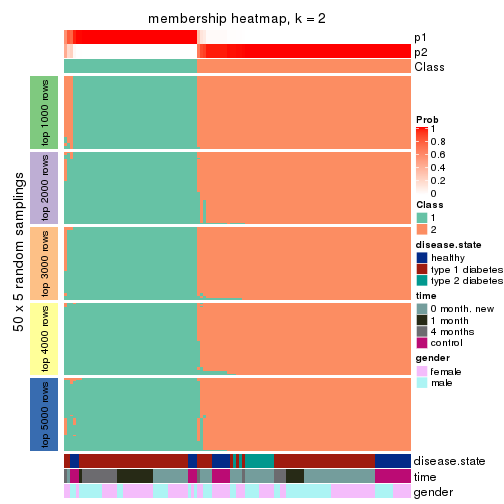 membership heatmap, k = 2
p1
p2
Class
50 x 5 random samplings
top 1000 rows
top 2000 rows
top 3000 rows
top 4000 rows
top 5000 rows
Prob
1
0.8
0.6
0.4
0.2
0
Class
1
2
disease.state
healthy
type 1 diabetes
type 2 diabetes
time
0 month. new
1 month
4 months
control
gender
female
male
disease.state
time
gender